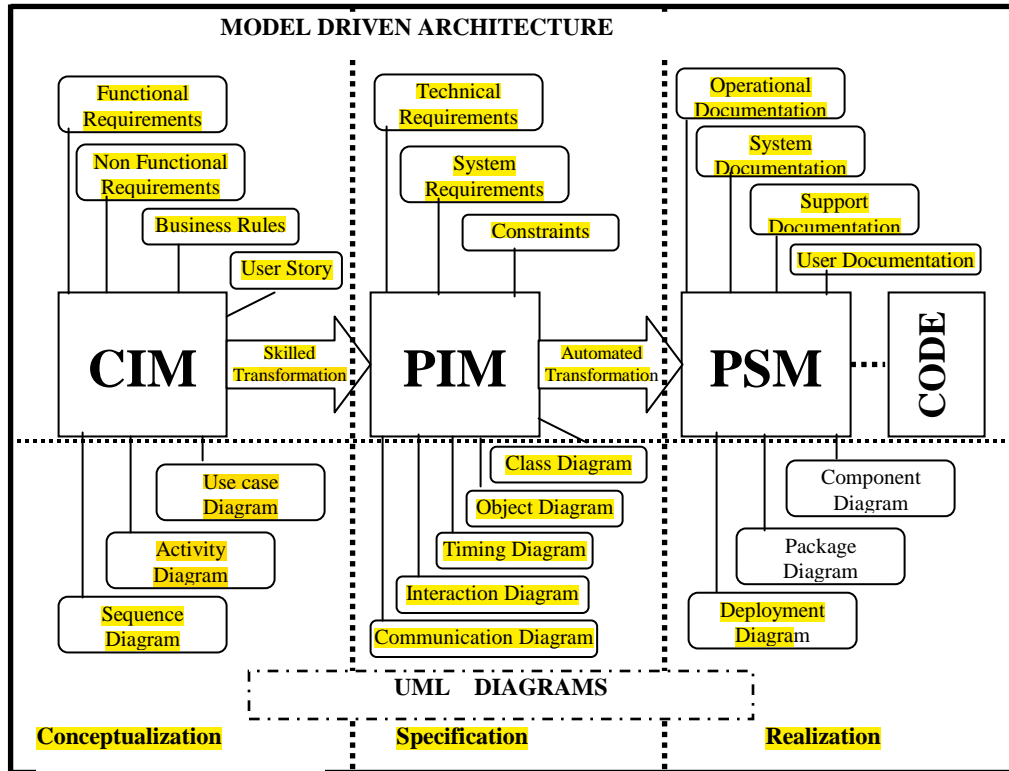 MODEL DRIVEN ARCHITECTURE
Functional
Requirements
Non Functional
Requirements
Business Rules
User Story
CIM
Skilled
Transformation
Use case
Diagram
Activity
Diagram
Sequence
Diagram
Technical
Requirements
System
Requirements
Constraints
PIM
Automated
Transformation
Class Diagram
Object Diagram
Timing Diagram
Interaction Diagram
Communication Diagram
Operational
Documentation
System
Documentation
Support
Documentation
User Documentation
PSM
CODE
Component
Diagram
Package
Diagram
Deployment
Diagram
UML DIAGRAMS
Conceptualization
Specification
Realization